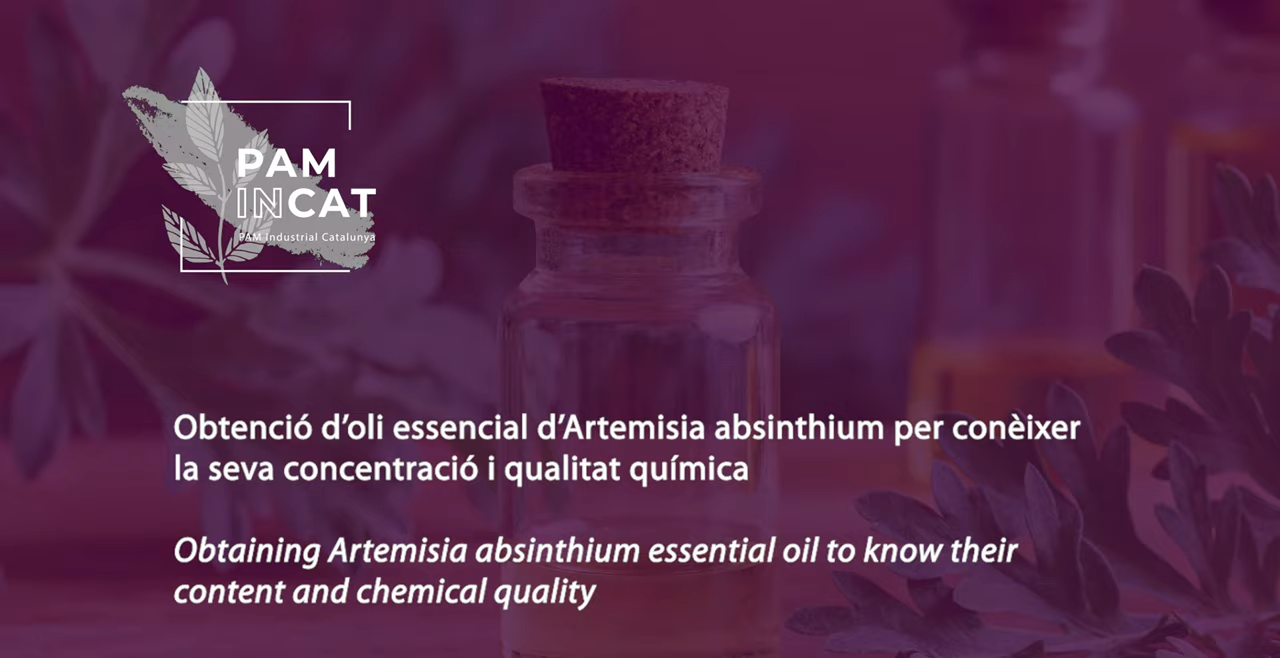 PAM
INCAT
PAM Industrial Catalunya
Obtenció d’oli essencial d’Artemisia absinthium per conèixer
la seva concentració i qualitat química
Obtaining Artemisia absinthium essential oil to know their
content and chemical quality